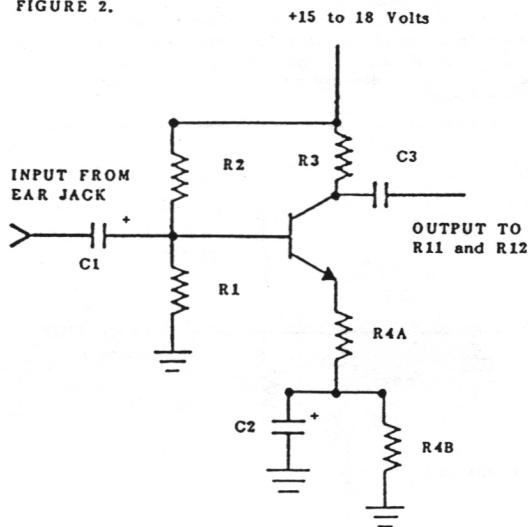 FIGURE 2.
+15 to 18 Volts
R2
R3
C3
INPUT FROM
EAR JACK
+
C1
OUTPUT TO
R11 and R12
R1
R4A
C2
+
R4B